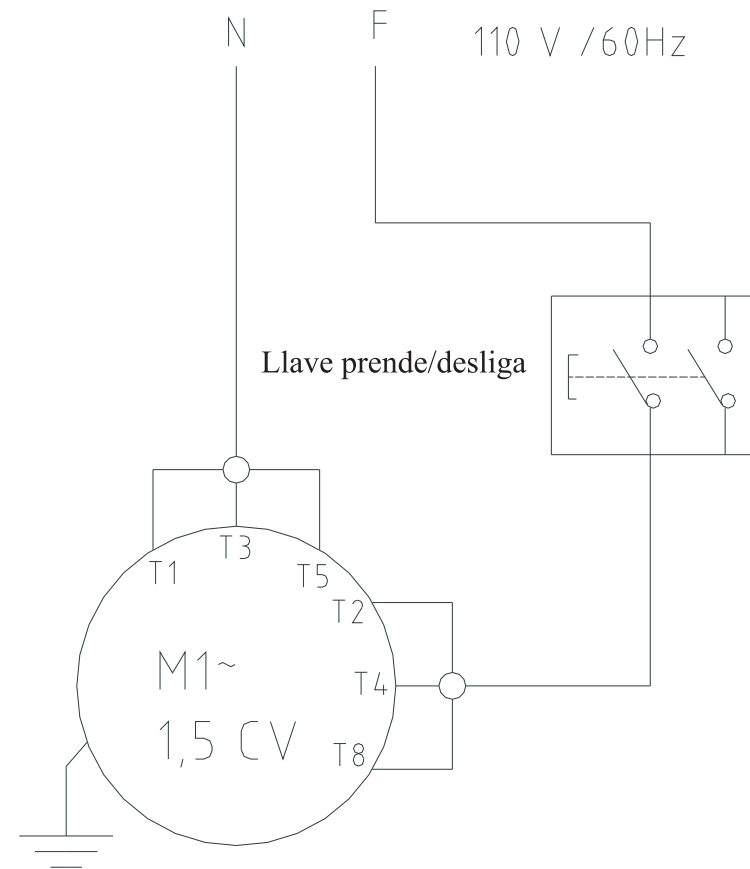 N
F
110 V /60Hz
Llave prende/desliga
T3
T1
T5
T2
M1~
T4
1,5 CV
T8